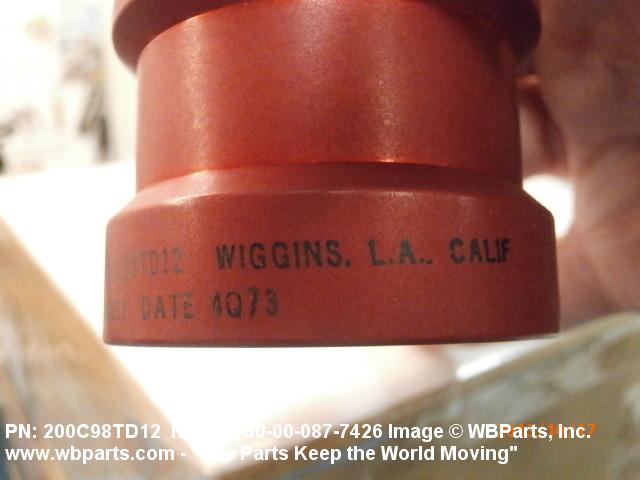 WIGGINS. L.A.. CALIF
DATE 4Q73
PN: 200C98TD12 30-00-087-7426 Image © WBParts, Inc.
www.wbparts.com - Parts Keep the World Moving"